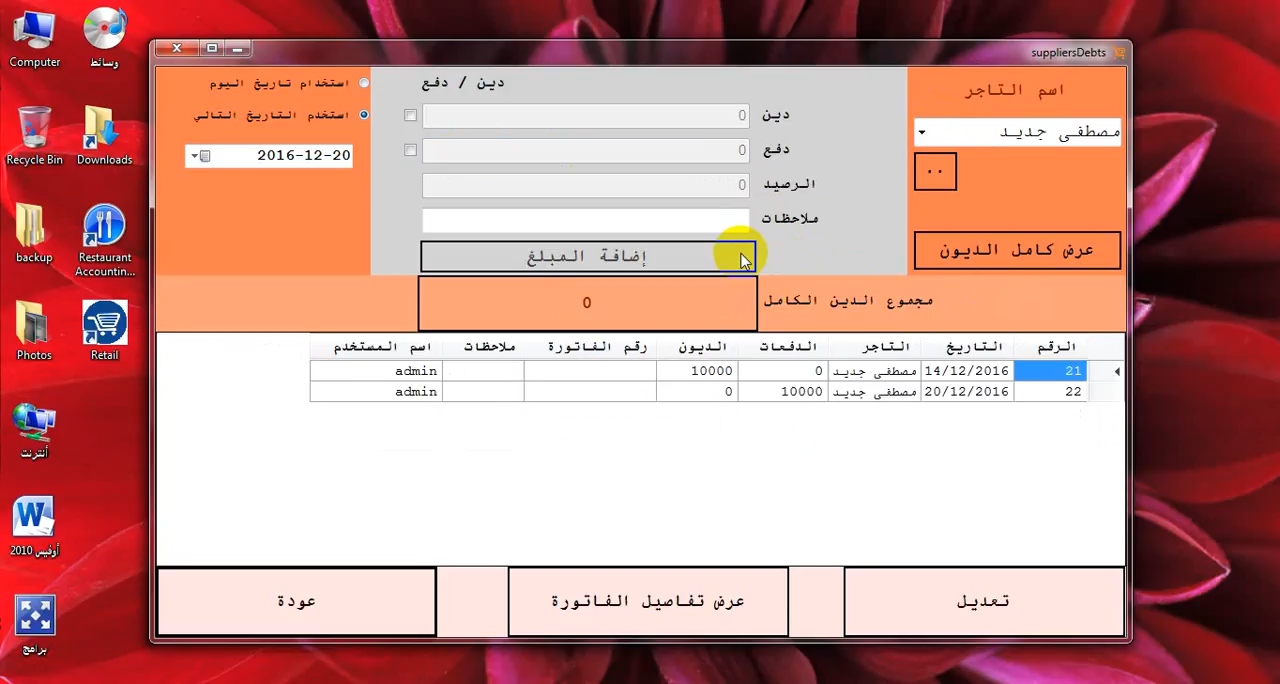 Computer
وسائط
Recycle Bin
Downloads
backup
Restaurant
Accountin...
Photos
Retail
أنترنت
أوفيس 2010
برامج
suppliersDebts
اسم التاجر
مصطفى جديد
..
عرض كامل الديون
دين / دفع
دين
0
دفع
0
الرصيد
0
ملاحظات
إضافة المبلغ
استخدام تاريخ اليوم
استخدم التاريخ التالي
2016-12-20
مجموع الدين الكامل
0
الرقم التاريخ التاجر الدفعات الديون رقم الفاتورة ملاحظات اسم المستخدم
21 14/12/2016 مصطفى جديد 0 10000 admin
22 20/12/2016 مصطفى جديد 10000 0 admin
تعديل
عرض تفاصيل الفاتورة
عودة